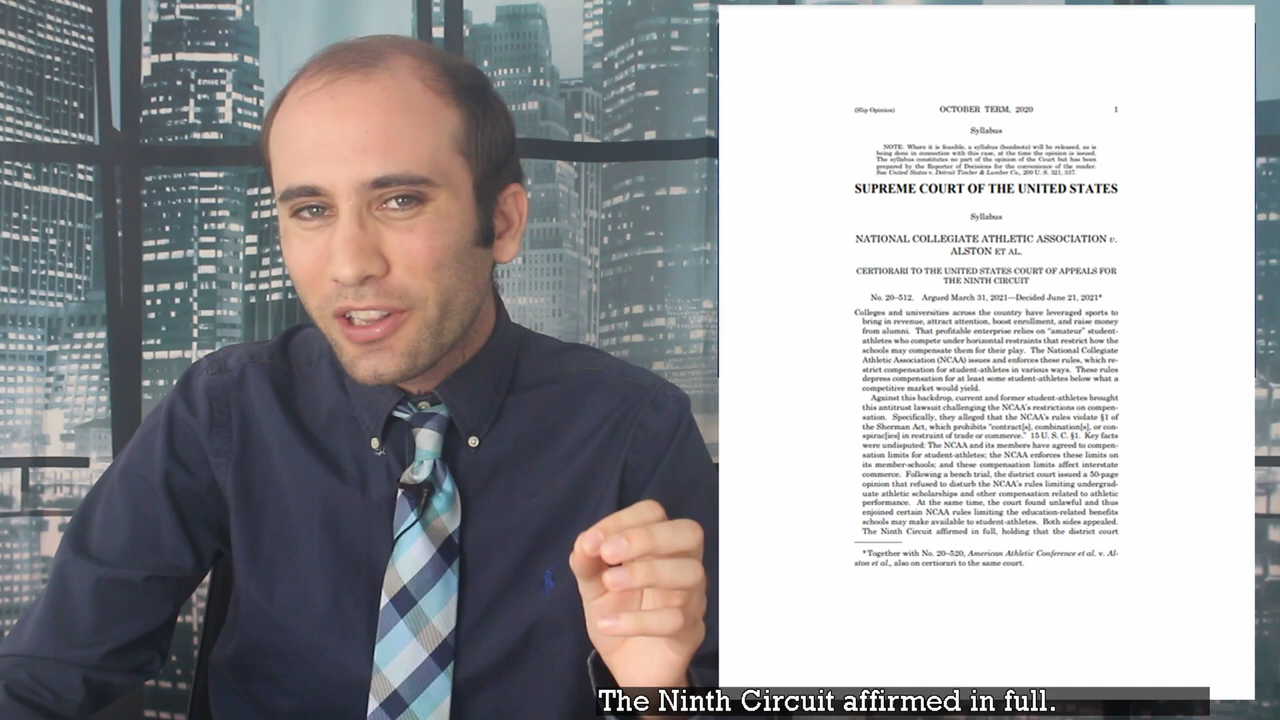 (Slip Opinion) OCTOBER TERM, 2020 1
Syllabus
NOTE: Where it is feasible, a syllabus (headnote) will be released, as is
being done in connection with this case, at the time the opinion is issued.
The syllabus constitutes no part of the opinion of the Court but has been
prepared by the Reporter of Decisions for the convenience of the reader.
See United States v. Detroit Timber & Lumber Co., 200 U. S. 321, 337.
SUPREME COURT OF THE UNITED STATES
Syllabus
NATIONAL COLLEGIATE ATHLETIC ASSOCIATION v.
ALSTON ET AL.
CERTIORARI TO THE UNITED STATES COURT OF APPEALS FOR
THE NINTH CIRCUIT
No. 20–512. Argued March 31, 2021—Decided June 21, 2021*
Colleges and universities across the country have leveraged sports to
bring in revenue, attract attention, boost enrollment, and raise money
from alumni. That profitable enterprise relies on “amateur” student-
athletes who compete under horizontal restraints that restrict how the
schools may compensate them for their play. The National Collegiate
Athletic Association (NCAA) issues and enforces these rules, which re-
strict compensation for student-athletes in various ways. These rules
depress compensation for at least some student-athletes below what a
competitive market would yield.
Against this backdrop, current and former student-athletes brought
this antitrust lawsuit challenging the NCAA’s restrictions on compen-
sation. Specifically, they alleged that the NCAA’s rules violate §1 of
the Sherman Act, which prohibits “contract[s], combination[s], or con-
spirac[ies] in restraint of trade or commerce.” 15 U. S. C. §1. Key facts
were undisputed: The NCAA and its members have agreed to compen-
sation limits for student-athletes; the NCAA enforces these limits on
its member-schools; and these compensation limits affect interstate
commerce. Following a bench trial, the district court issued a 50-page
opinion that refused to disturb the NCAA’s rules limiting undergrad-
uate athletic scholarships and other compensation related to athletic
performance. At the same time, the court found unlawful and thus
enjoined certain NCAA rules limiting the education-related benefits
schools may make available to student-athletes. Both sides appealed.
The Ninth Circuit affirmed in full, holding that the district court
*Together with No. 20–520, American Athletic Conference et al. v. Al-
ston et al., also on certiorari to the same court.
The Ninth Circuit affirmed in full.